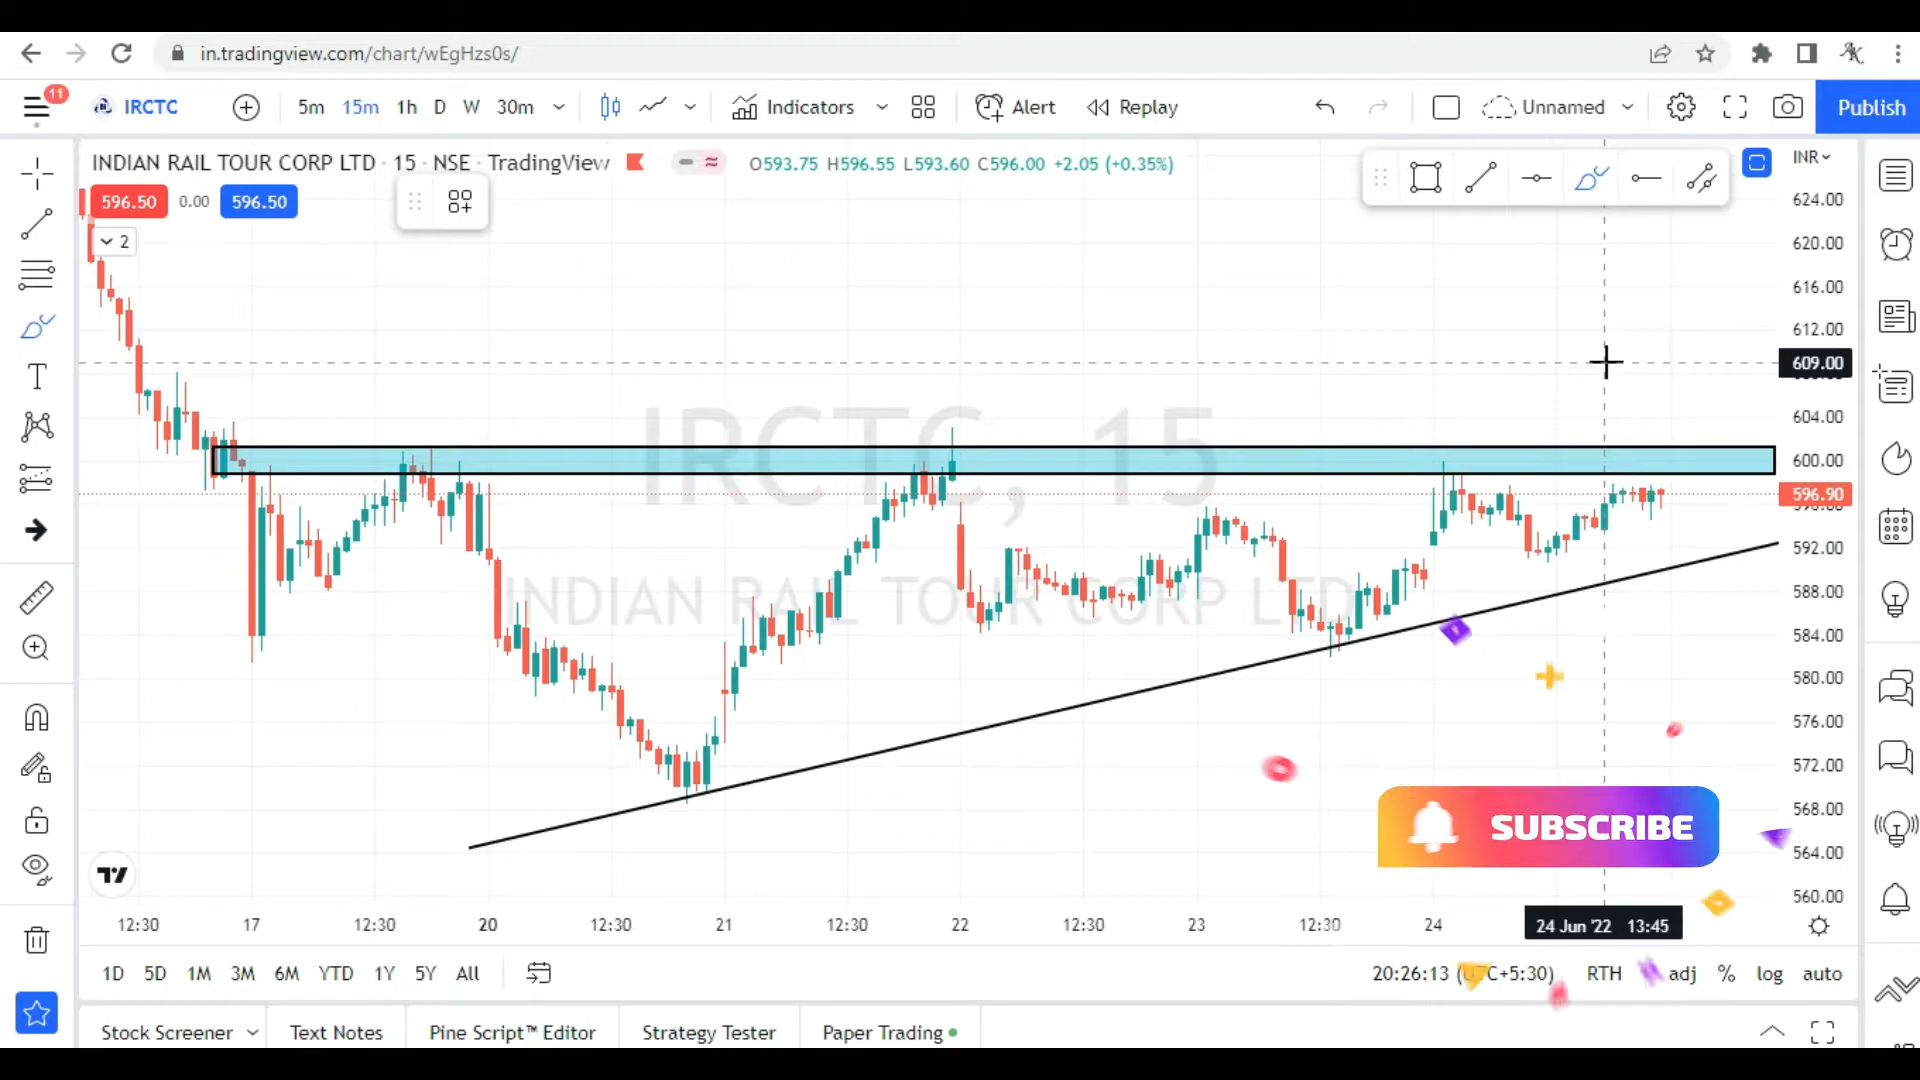 in.tradingview.com/chart/wEgHzs0s/
11
IRCTC
5m 15m 1h D W 30m
Indicators
Alert
Replay
Unnamed
Publish
INDIAN RAIL TOUR CORP LTD · 15 · NSE · TradingView
O593.75 H596.55 L593.60 C596.00 +2.05 (+0.35%)
INR
596.50 0.00 596.50
2
624.00
620.00
616.00
612.00
609.00
604.00
600.00
596.90
592.00
588.00
584.00
580.00
576.00
572.00
568.00
564.00
560.00
IRCTC, 15
INDIAN RAIL TOUR CORP LTD
SUBSCRIBE
12:30 17 12:30 20 12:30 21 12:30 22 12:30 23 12:30 24 24 Jun '22 13:45
1D 5D 1M 3M 6M YTD 1Y 5Y All
20:26:13 (UTC+5:30) RTH adj % log auto
Stock Screener Text Notes Pine Script™ Editor Strategy Tester Paper Trading